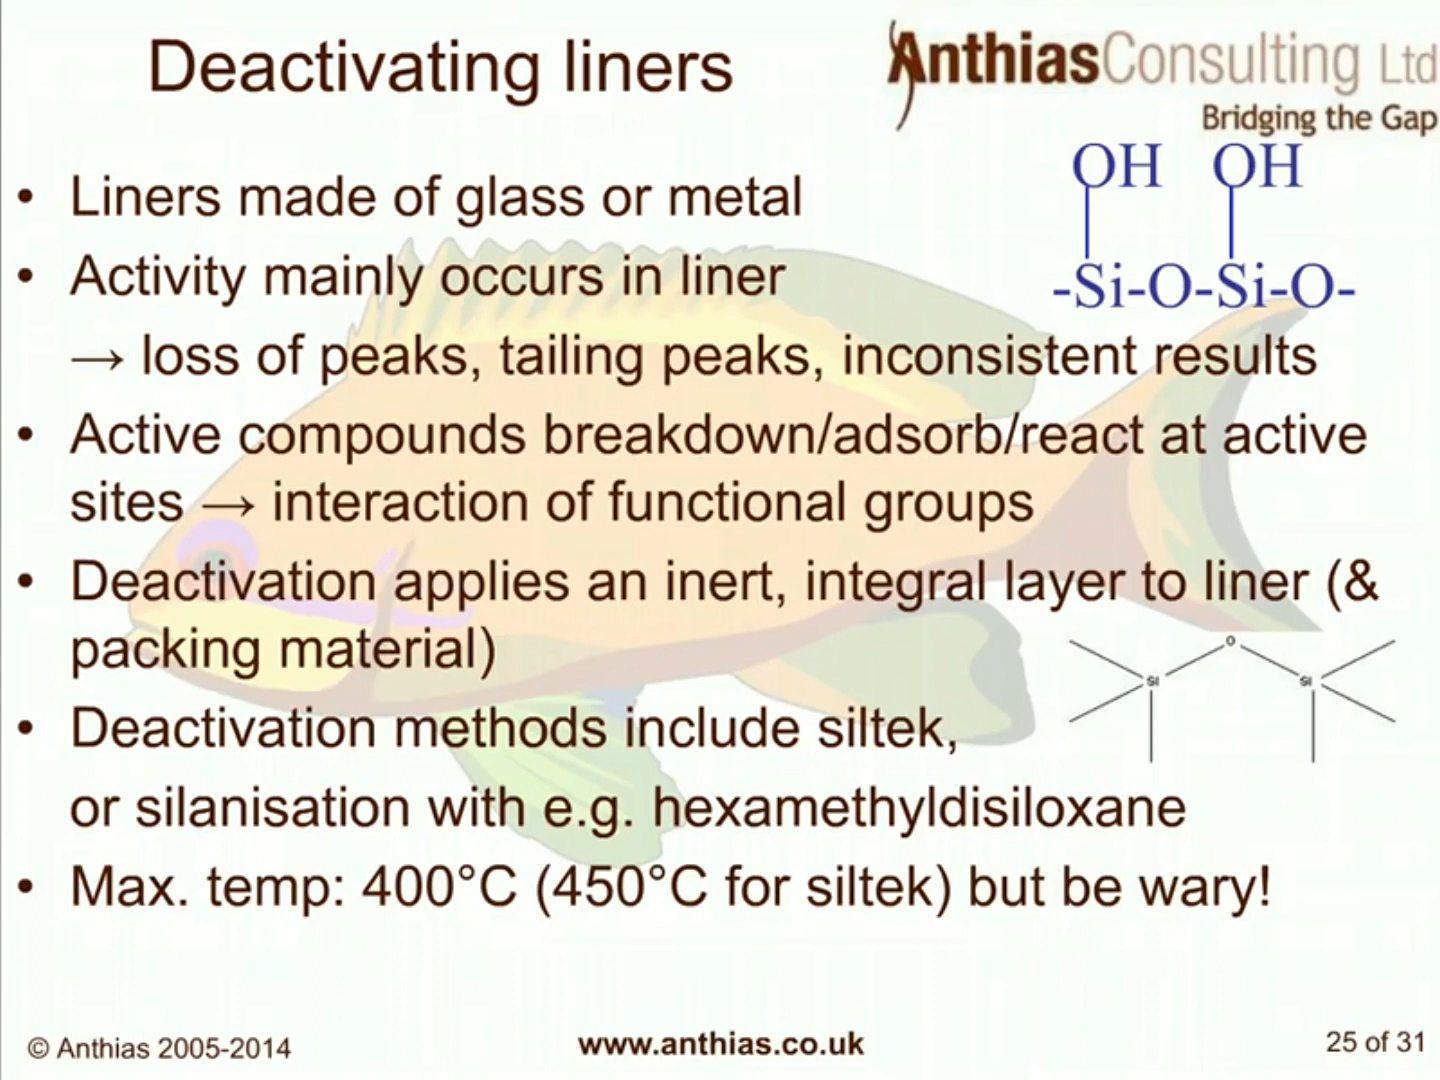 Deactivating liners
AnthiasConsulting Ltd
Bridging the Gap
OH OH
-Si-O-Si-O-
• Liners made of glass or metal
• Activity mainly occurs in liner
→ loss of peaks, tailing peaks, inconsistent results
• Active compounds breakdown/adsorb/react at active
sites → interaction of functional groups
• Deactivation applies an inert, integral layer to liner (&
packing material)
O
Si Si
• Deactivation methods include siltek,
or silanisation with e.g. hexamethyldisiloxane
• Max. temp: 400°C (450°C for siltek) but be wary!
© Anthias 2005-2014
www.anthias.co.uk
25 of 31